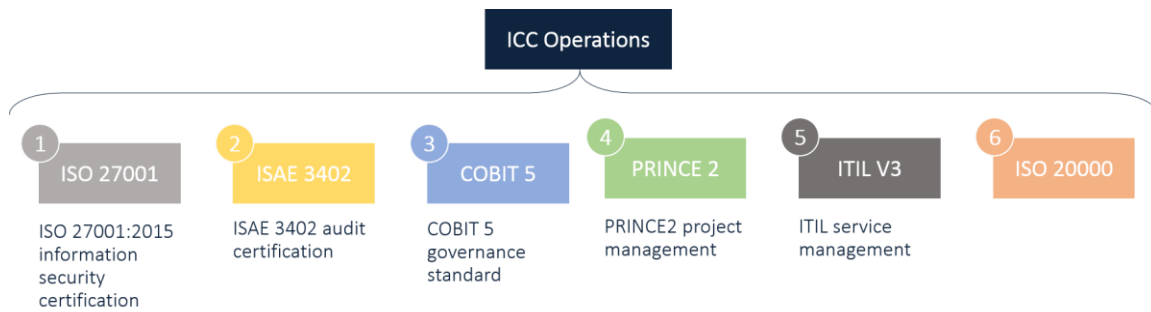 ICC Operations
1
ISO 27001
ISO 27001:2015
information
security
certification
2
ISAE 3402
ISAE 3402 audit
certification
3
COBIT 5
COBIT 5
governance
standard
4
PRINCE 2
PRINCE2 project
management
5
ITIL V3
ITIL service
management
6
ISO 20000